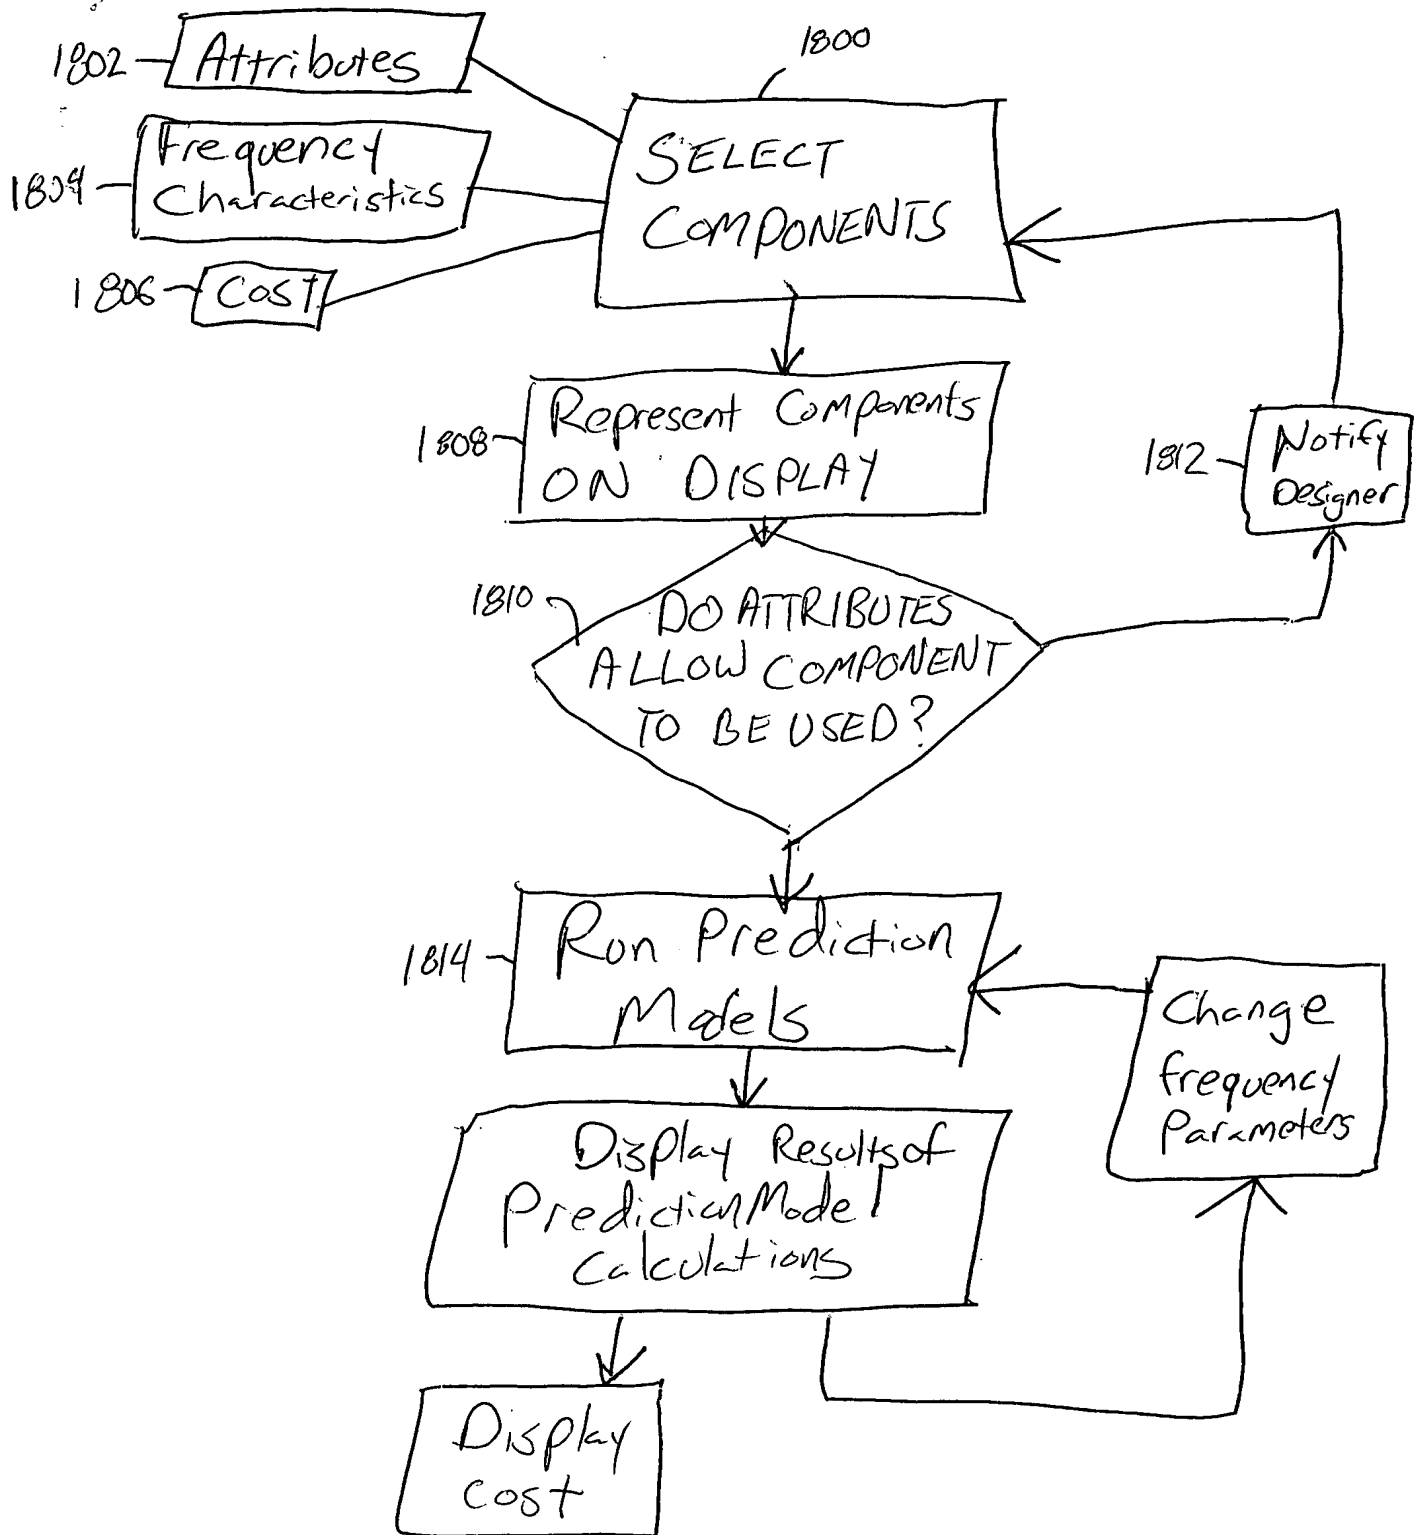 1800
1802
Attributes
Frequency
Characteristics
1804
1806
COST
SELECT
COMPONENTS
1808
Represent Components
ON DISPLAY
1812
Notify
Designer
1810
DO ATTRIBUTES
ALLOW COMPONENT
TO BE USED?
1814
Run Prediction
Models
Change
frequency
Parameters
Display Results of
Prediction Model
Calculations
Display
cost